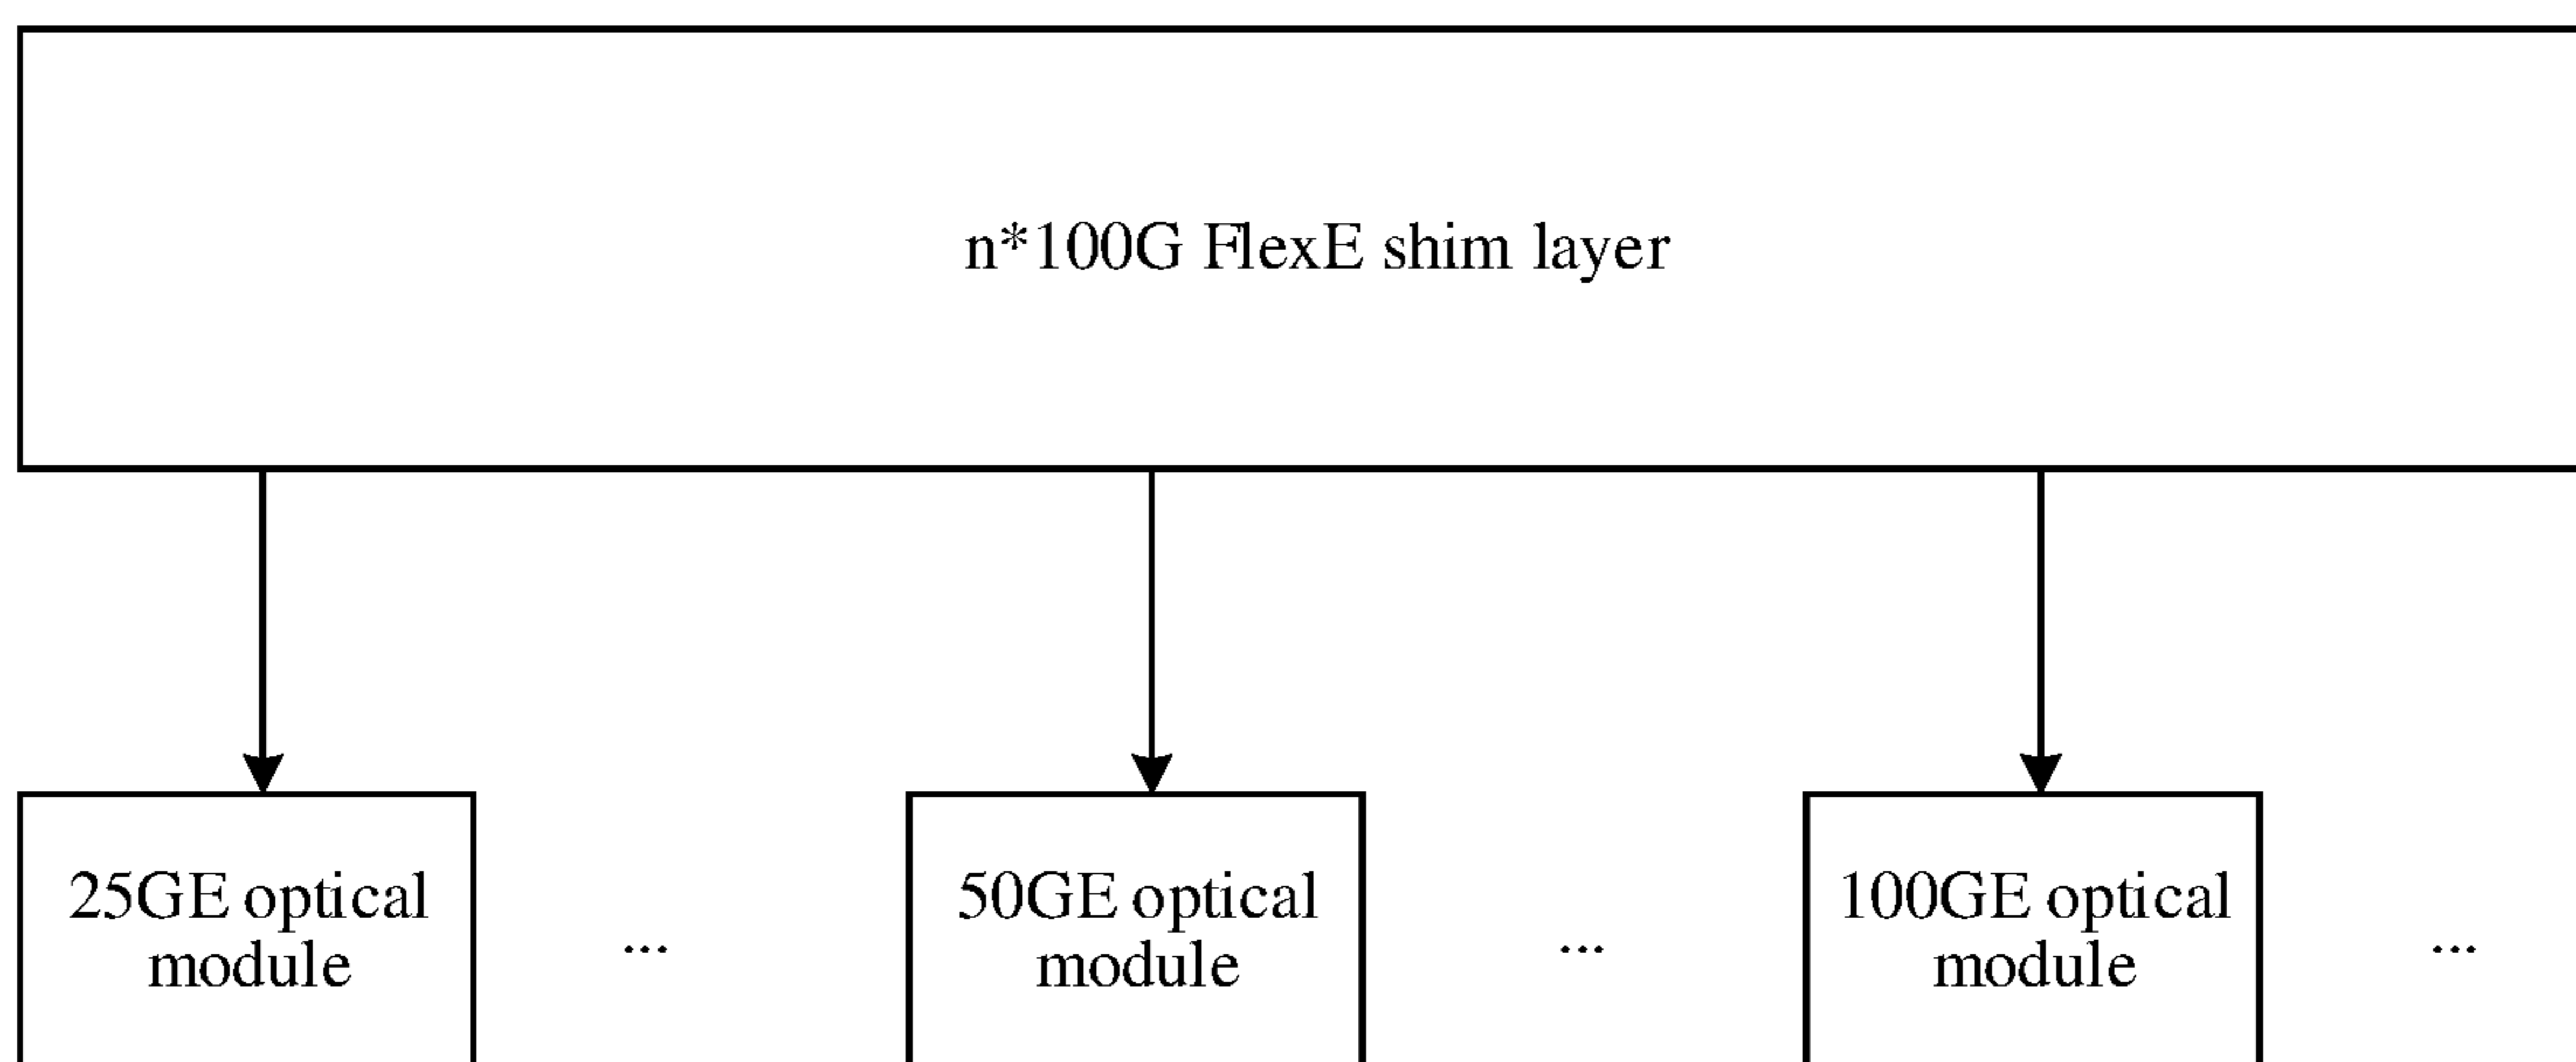 n*100G FlexE shim layer
25GE optical
module
...
50GE optical
module
...
100GE optical
module
...